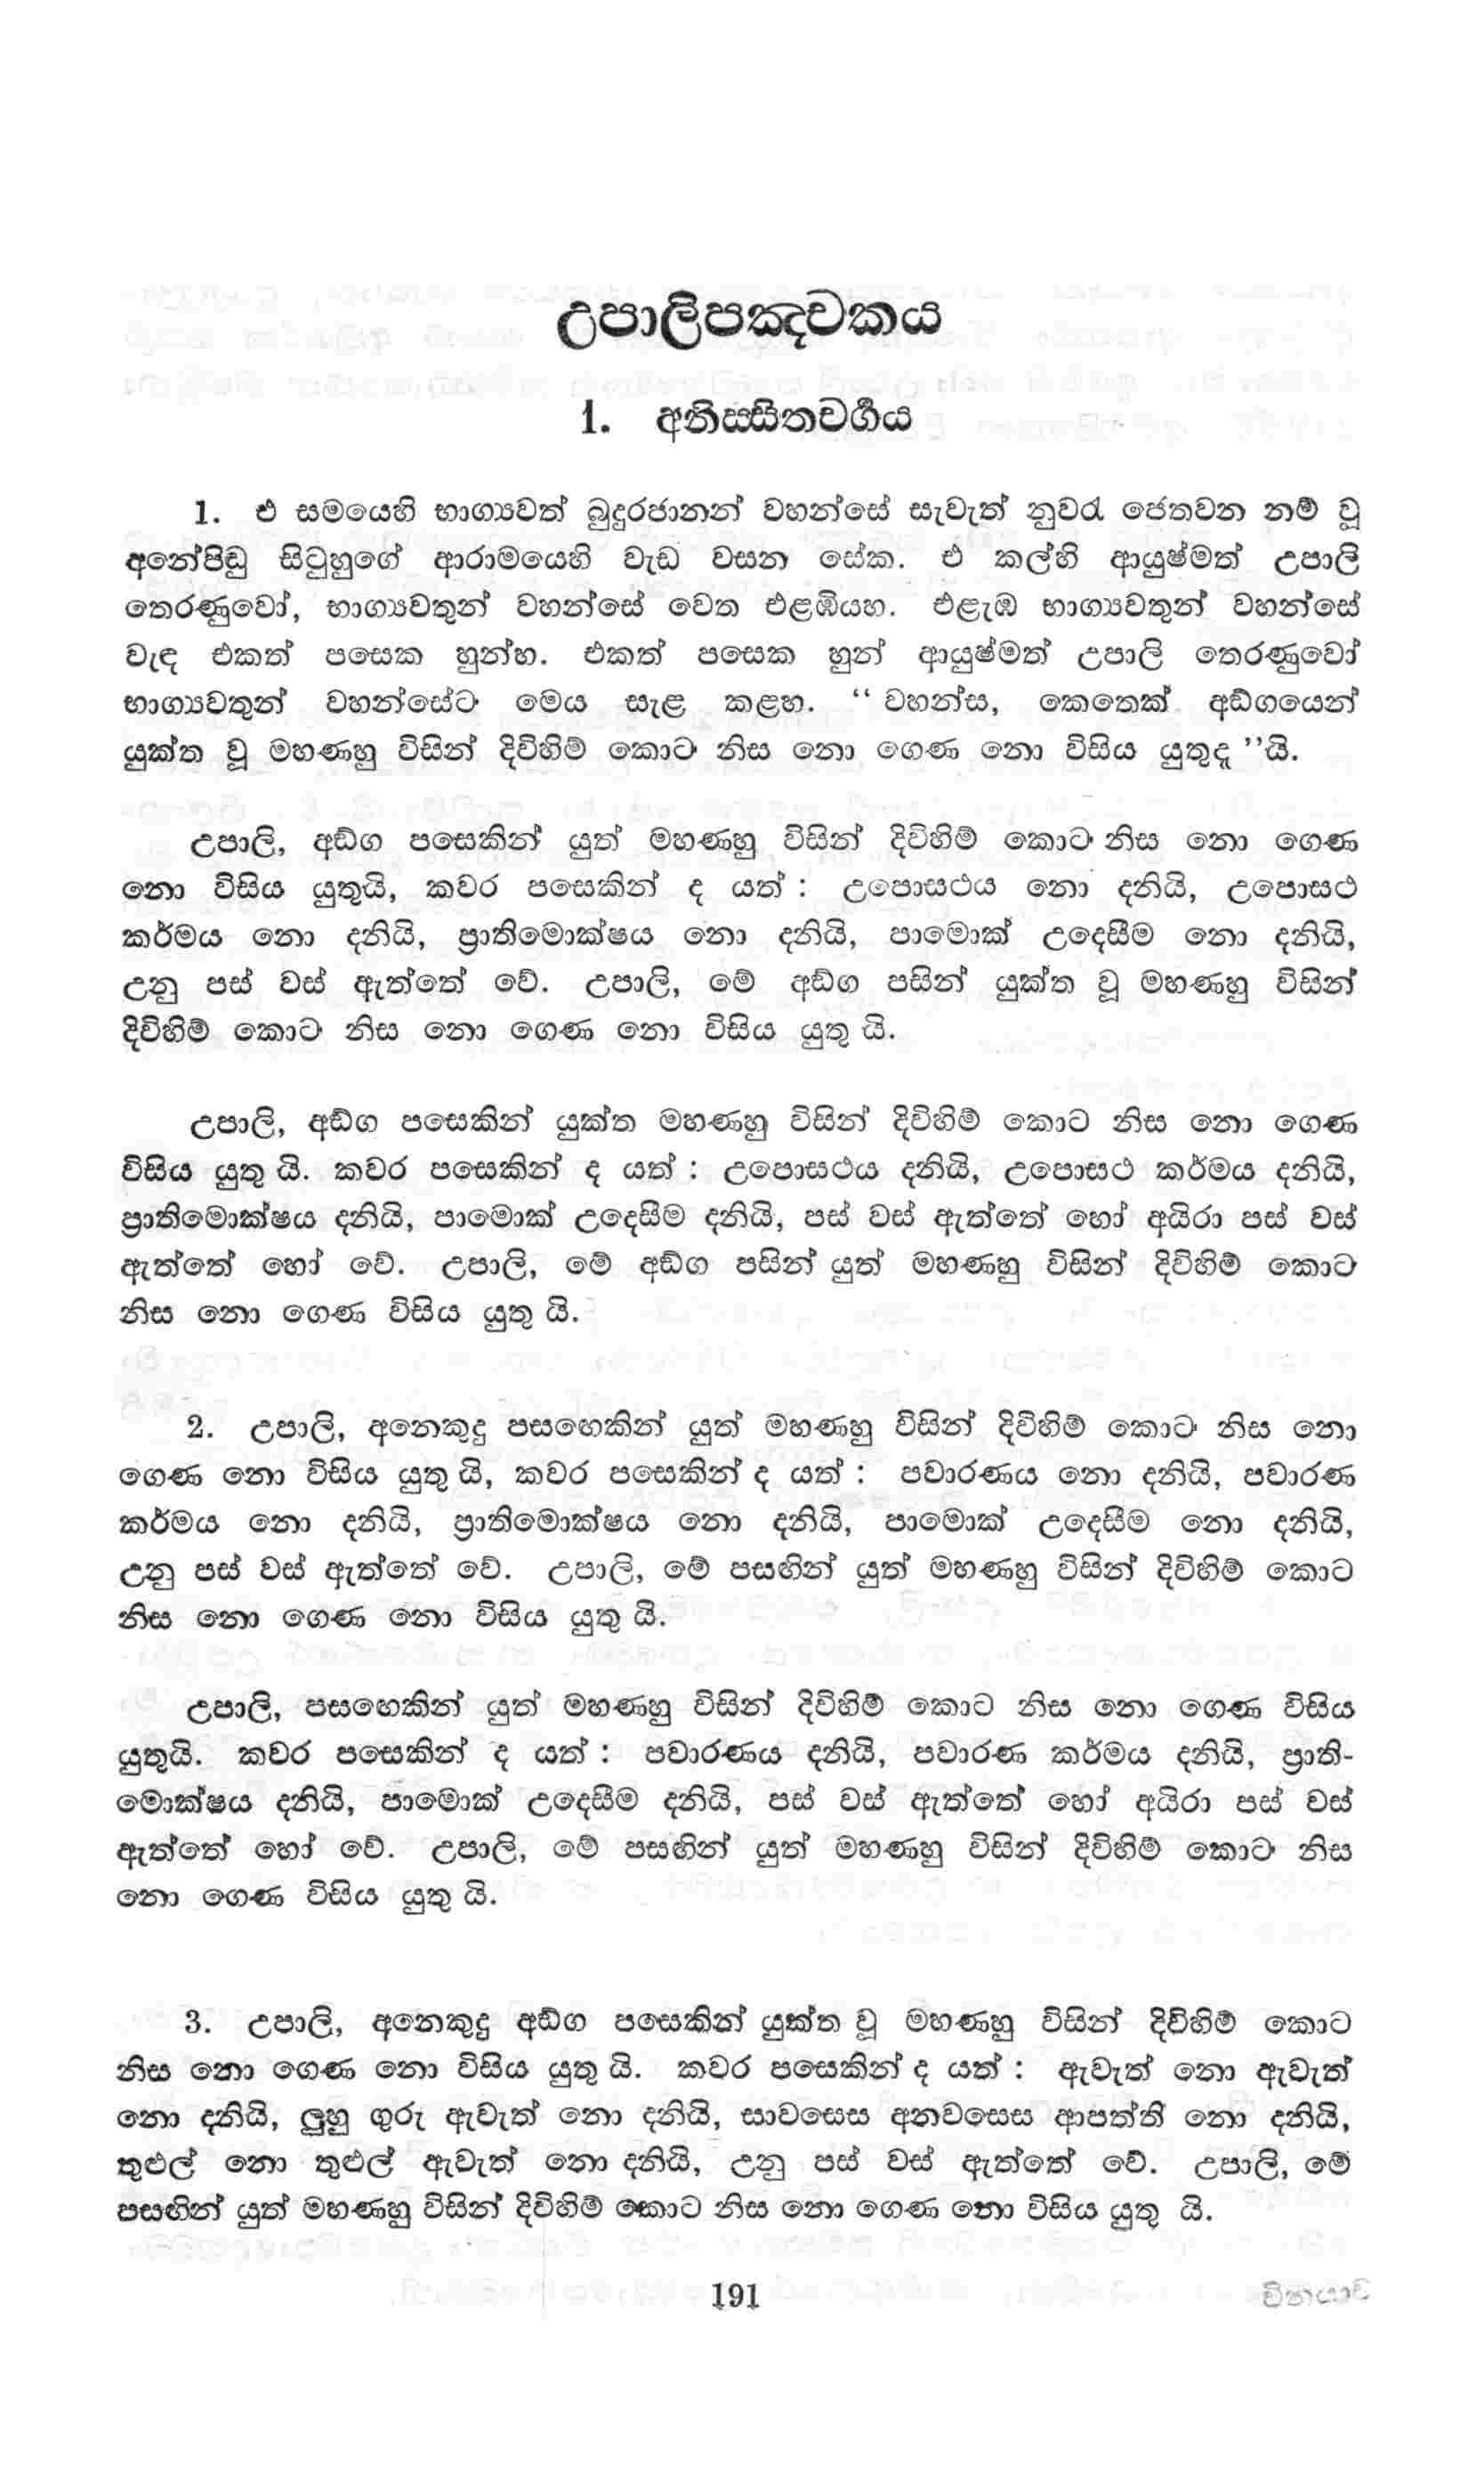 උපාලිපඤ්චකය
1. අනිස්සිතවර්‍ගය
1. එ සමයෙහි භාග්‍යවත් බුදුරජානන් වහන්සේ සැවැත් නුවරැ ජෙතවන නම් වූ
අනේපිඬු සිටුහුගේ ආරාමයෙහි වැඩ වසන සේක. එ කල්හි ආයුෂ්මත් උපාලි
තෙරණුවෝ, භාග්‍යවතුන් වහන්සේ වෙත එළඹියහ. එළැඹ භාග්‍යවතුන් වහන්සේ
වැඳ එකත් පසෙක හුන්හ. එකත් පසෙක හුන් ආයුෂ්මත් උපාලි තෙරණුවෝ
භාග්‍යවතුන් වහන්සේට මෙය සැළ කළහ. “ වහන්ස, කෙතෙක් අඞ්ගයෙන්
යුක්ත වූ මහණහු විසින් දිවිහිම් කොට නිස නො ගෙණ නො විසිය යුතුදැ ”යි.
උපාලි, අඞ්ග පසෙකින් යුත් මහණහු විසින් දිවිහිම් කොට නිස නො ගෙණ
නො විසිය යුතුයි, කවර පසෙකින් ද යත් : උපොසථය නො දනියි, උපොසථ
කර්මය නො දනියි, ප්‍රාතිමොක්ෂය නො දනියි, පාමොක් උදෙසීම නො දනියි,
උනු පස් වස් ඇත්තේ වේ. උපාලි, මේ අඞ්ග පසින් යුක්ත වූ මහණහු විසින්
දිවිහිම් කොට නිස නො ගෙණ නො විසිය යුතු යි.
උපාලි, අඞ්ග පසෙකින් යුක්ත මහණහු විසින් දිවිහිම් කොට නිස නො ගෙණ
විසිය යුතු යි. කවර පසෙකින් ද යත් : උපොසථය දනියි, උපොසථ කර්මය දනියි,
ප්‍රාතිමොක්ෂය දනියි, පාමොක් උදෙසීම දනියි, පස් වස් ඇත්තේ හෝ අයිරා පස් වස්
ඇත්තේ හෝ වේ. උපාලි, මේ අඞ්ග පසින් යුත් මහණහු විසින් දිවිහිම් කොට
නිස නො ගෙණ විසිය යුතු යි.
2. උපාලි, අනෙකුදු පසඟෙකින් යුත් මහණහු විසින් දිවිහිම් කොට නිස නො
ගෙණ නො විසිය යුතු යි, කවර පසෙකින් ද යත් : පවාරණය නො දනියි, පවාරණ
කර්මය නො දනියි, ප්‍රාතිමොක්ෂය නො දනියි, පාමොක් උදෙසීම නො දනියි,
උනු පස් වස් ඇත්තේ වේ. උපාලි, මේ පසඟින් යුත් මහණහු විසින් දිවිහිම් කොට
නිස නො ගෙණ නො විසිය යුතු යි.
උපාලි, පසඟෙකින් යුත් මහණහු විසින් දිවිහිම් කොට නිස නො ගෙණ විසිය
යුතුයි. කවර පසෙකින් ද යත් : පවාරණය දනියි, පවාරණ කර්මය දනියි, ප්‍රාති-
මොක්ෂය දනියි, පාමොක් උදෙසීම දනියි, පස් වස් ඇත්තේ හෝ අයිරා පස් වස්
ඇත්තේ හෝ වේ. උපාලි, මේ පසඟින් යුත් මහණහු විසින් දිවිහිම් කොට නිස
නො ගෙණ විසිය යුතු යි.
3. උපාලි, අනෙකුදු අඞ්ග පසෙකින් යුක්ත වූ මහණහු විසින් දිවිහිම් කොට
නිස නො ගෙණ නො විසිය යුතු යි. කවර පසෙකින් ද යත් : ඇවැත් නො ඇවැත්
නො දනියි, ලුහු ගුරු ඇවැත් නො දනියි, සාවසෙස අනවසෙස ආපත්ති නො දනියි,
තුළුල් නො තුළුල් ඇවැත් නො දනියි, උනු පස් වස් ඇත්තේ වේ. උපාලි, මේ
පසඟින් යුත් මහණහු විසින් දිවිහිම් කොට නිස නො ගෙණ නො විසිය යුතු යි.
191